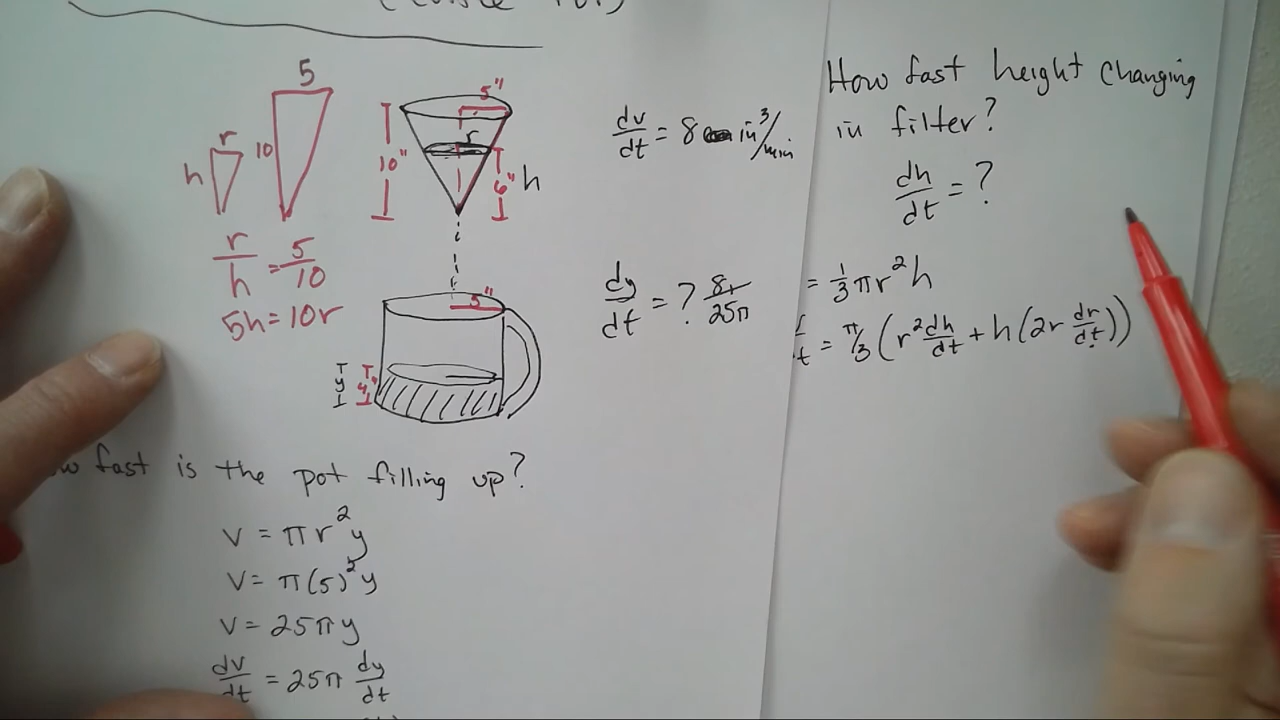 5
r
h
10
r/h = 5/10
5h = 10r
5"
10"
r
6"
h
5"
y
4"
dv/dt = 8 in³/min
dy/dt = ? 8/25π
fast is the pot filling up?
V = πr²y
V = π(5)²y
V = 25πy
dv/dt = 25π dy/dt
How fast height changing
in filter?
dh/dt = ?
= 1/3 πr²h
= π/3 (r² dh/dt + h(2r dr/dt))